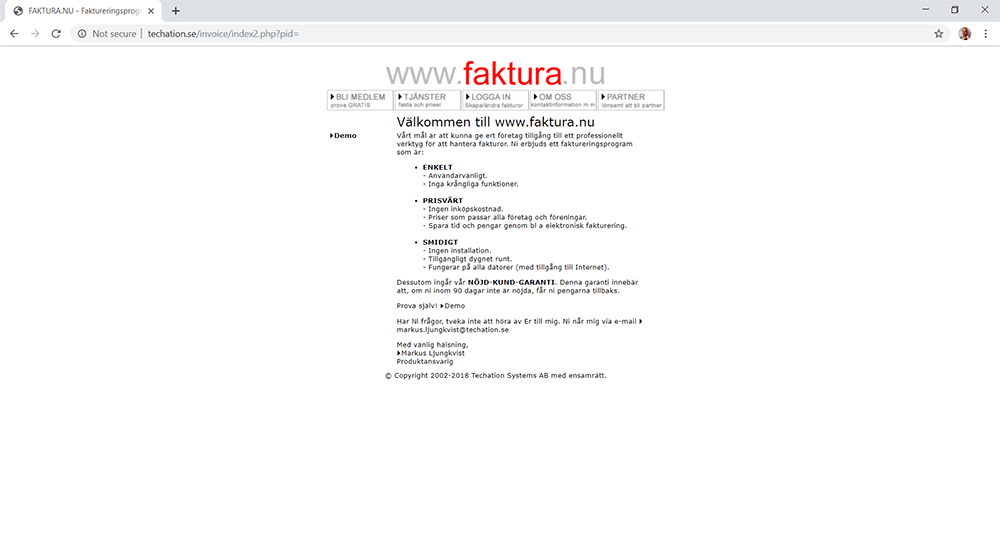 FAKTURA.NU - Faktureringsprogr
Not secure | techation.se/invoice/index2.php?pid=
www.faktura.nu
BLI MEDLEM
prova GRATIS
TJÄNSTER
fakta och priser
LOGGA IN
Skapa/ändra fakturor
OM OSS
kontaktinformation m m
PARTNER
lönsamt att bli partner
Välkommen till www.faktura.nu
Demo
Vårt mål är att kunna ge ert företag tillgång till ett professionellt
verktyg för att hantera fakturor. Ni erbjuds ett faktureringsprogram
som är:
• ENKELT
- Användarvänligt.
- Inga krångliga funktioner.
• PRISVÄRT
- Ingen inköpskostnad.
- Priser som passar alla företag och föreningar.
- Spara tid och pengar genom bl a elektronisk fakturering.
• SMIDIGT
- Ingen installation.
- Tillgängligt dygnet runt.
- Fungerar på alla datorer (med tillgång till Internet).
Dessutom ingår vår NÖJD-KUND-GARANTI. Denna garanti innebär
att, om ni inom 90 dagar inte är nöjda, får ni pengarna tillbaks.
Prova själv! Demo
Har Ni frågor, tveka inte att höra av Er till mig. Ni når mig via e-mail
markus.ljungkvist@techation.se
Med vänlig hälsning,
Markus Ljungkvist
Produktansvarig
© Copyright 2002-2018 Techation Systems AB med ensamrätt.